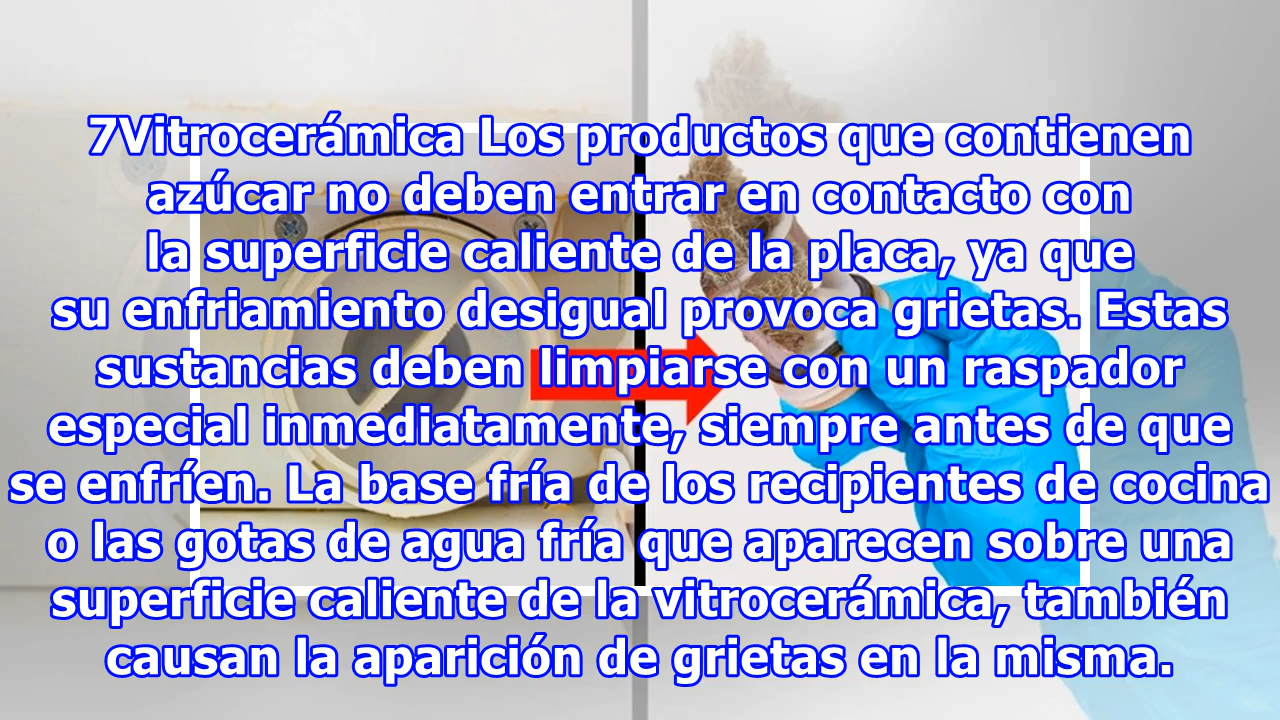 7Vitrocerámica Los productos que contienen
azúcar no deben entrar en contacto con
la superficie caliente de la placa, ya que
su enfriamiento desigual provoca grietas. Estas
sustancias deben limpiarse con un raspador
especial inmediatamente, siempre antes de que
se enfríen. La base fría de los recipientes de cocina
o las gotas de agua fría que aparecen sobre una
superficie caliente de la vitrocerámica, también
causan la aparición de grietas en la misma.